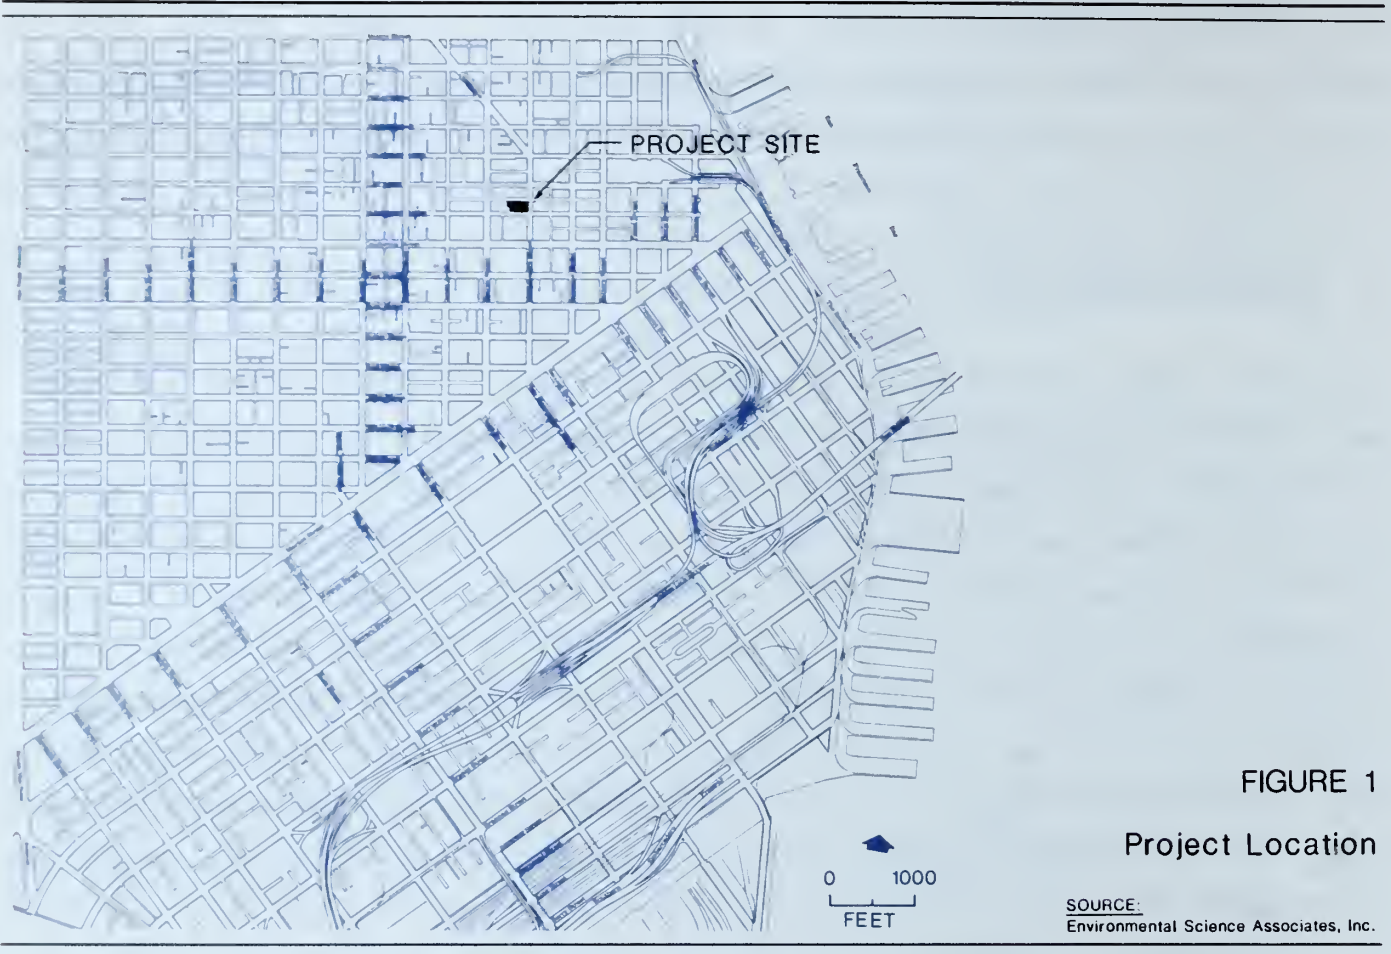 PROJECT SITE
FIGURE 1
Project Location
0 1000
FEET
SOURCE:
Environmental Science Associates, Inc.